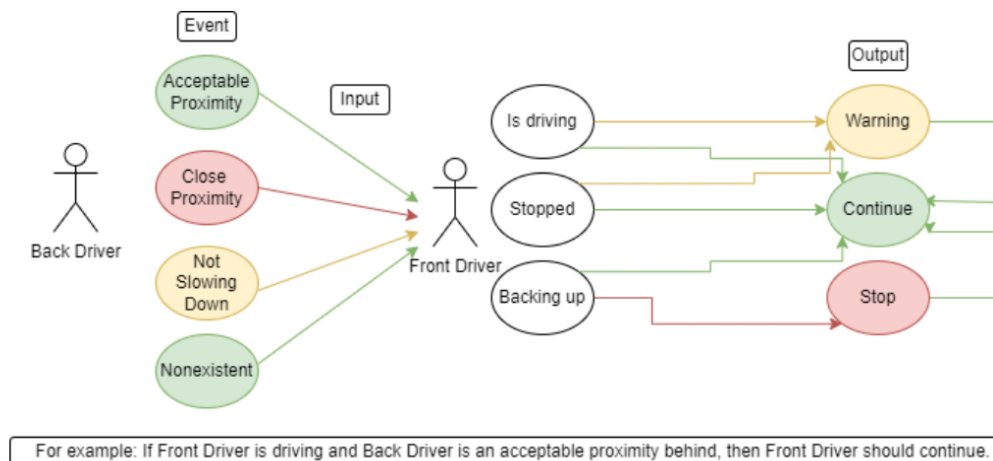 Event
Acceptable
Proximity
Input
Output
Is driving
Warning
Close
Proximity
Stopped
Continue
Back Driver
Front Driver
Not
Slowing
Down
Backing up
Stop
Nonexistent
For example: If Front Driver is driving and Back Driver is an acceptable proximity behind, then Front Driver should continue.